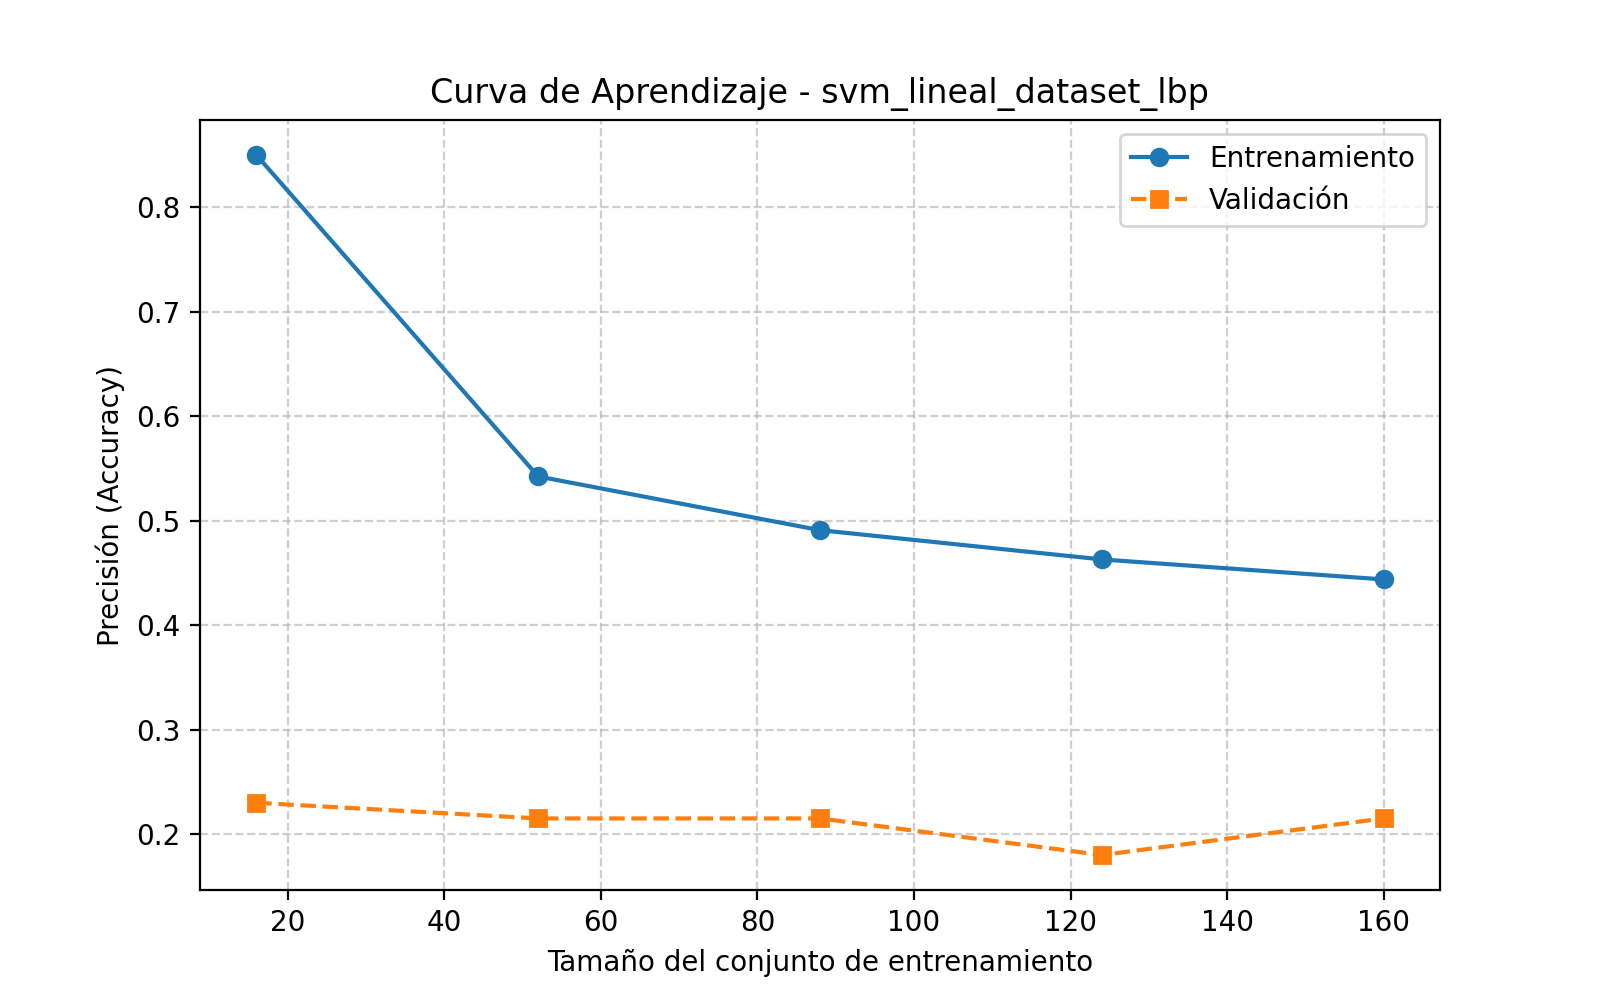 Curva de Aprendizaje - svm_lineal_dataset_lbp
Entrenamiento
Validación
Precisión (Accuracy)
0.8
0.7
0.6
0.5
0.4
0.3
0.2
20 40 60 80 100 120 140 160
Tamaño del conjunto de entrenamiento